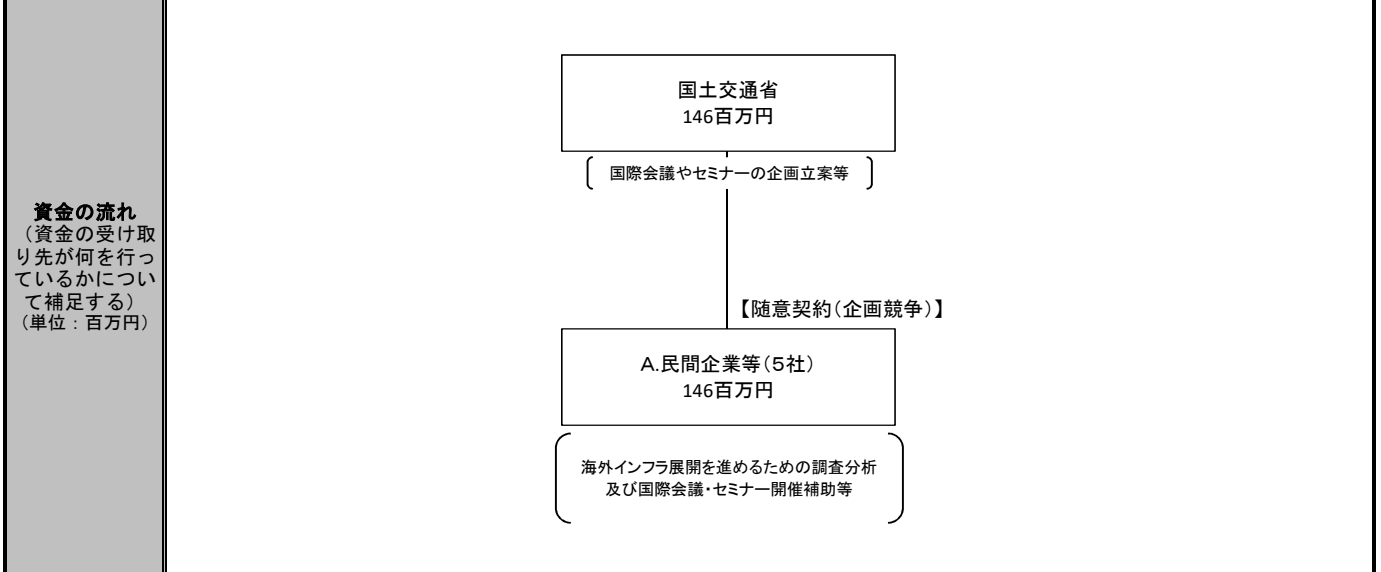 資金の流れ
（資金の受け取
り先が何を行っ
ているかについ
て補足する）
（単位：百万円）
国土交通省
146百万円
国際会議やセミナーの企画立案等
【随意契約（企画競争）】
A.民間企業等（5社）
146百万円
海外インフラ展開を進めるための調査分析
及び国際会議・セミナー開催補助等